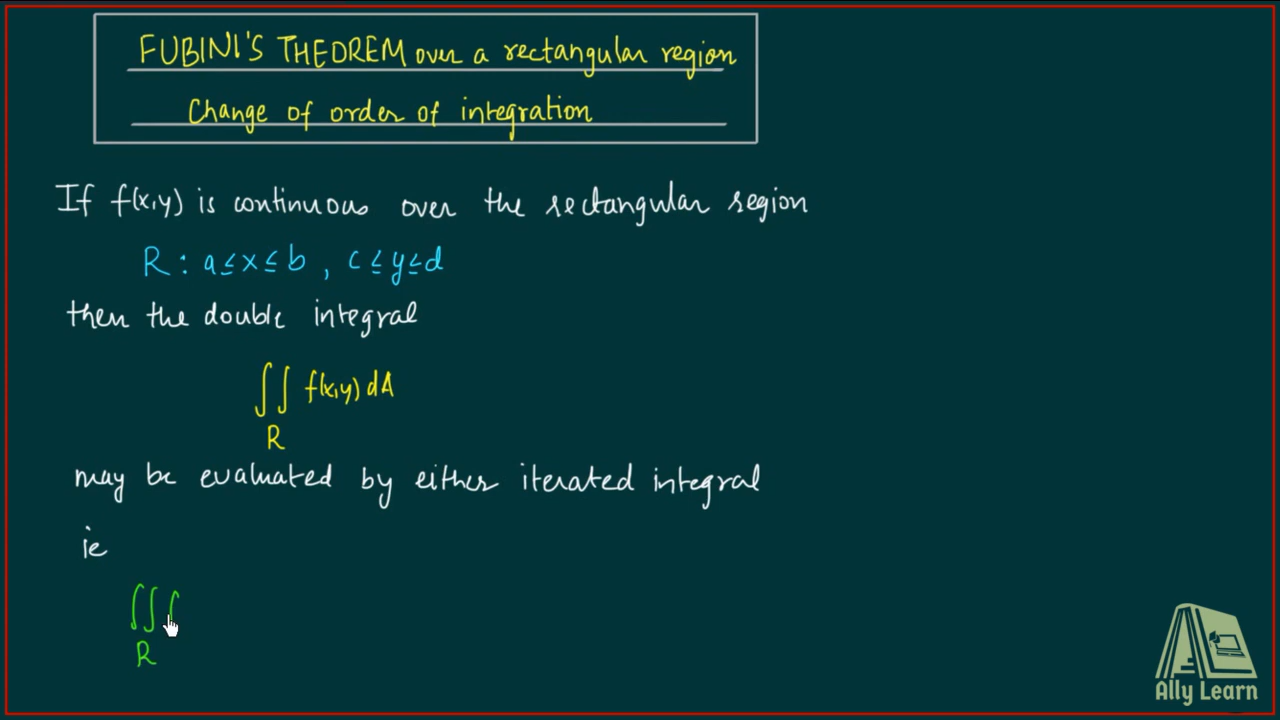 FUBINI'S THEOREM over a rectangular region
Change of order of integration
If f(x,y) is continuous over the rectangular region
R : a≤x≤b , c≤y≤d
then the double integral
∬ f(x,y) dA
R
may be evaluated by either iterated integral
ie
∬
R
Ally Learn